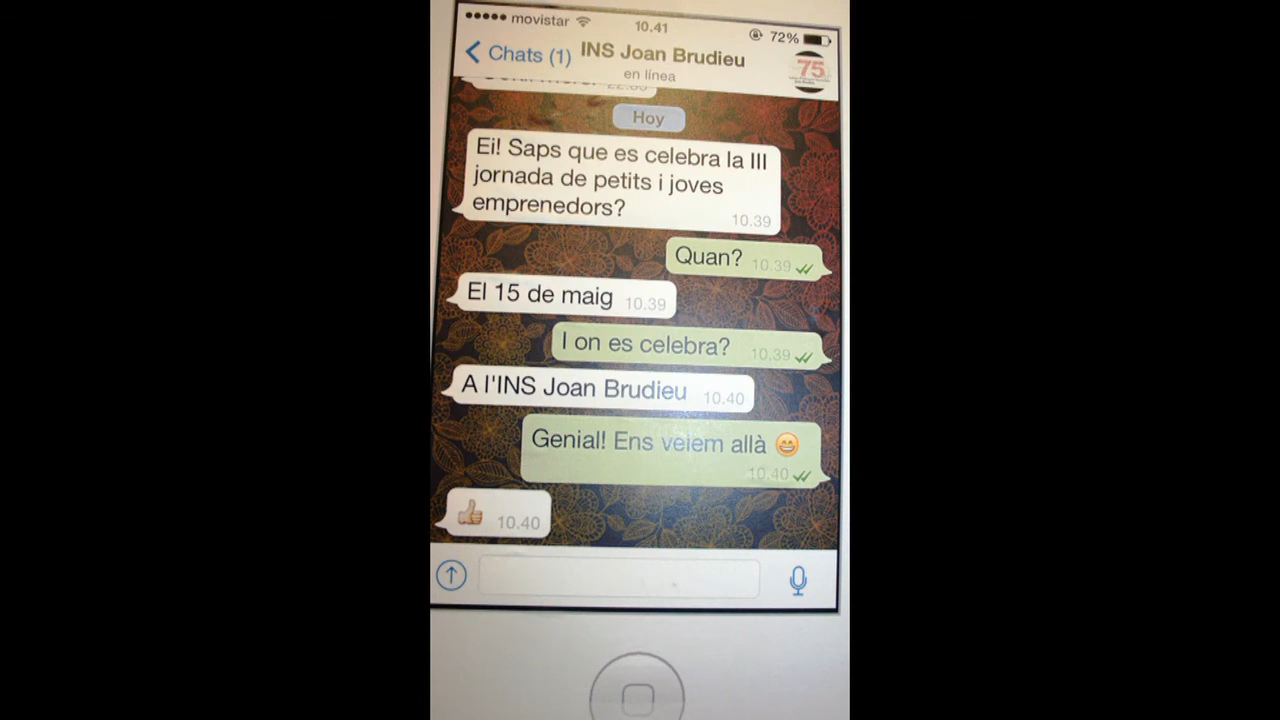 movistar 10.41 72%
Chats (1) INS Joan Brudieu 75
en línea
Hoy
Ei! Saps que es celebra la III
jornada de petits i joves
emprenedors?
10.39
Quan? 10.39
El 15 de maig 10.39
I on es celebra? 10.39
A l'INS Joan Brudieu 10.40
Genial! Ens veiem allà 😄
10.40
👍 10.40